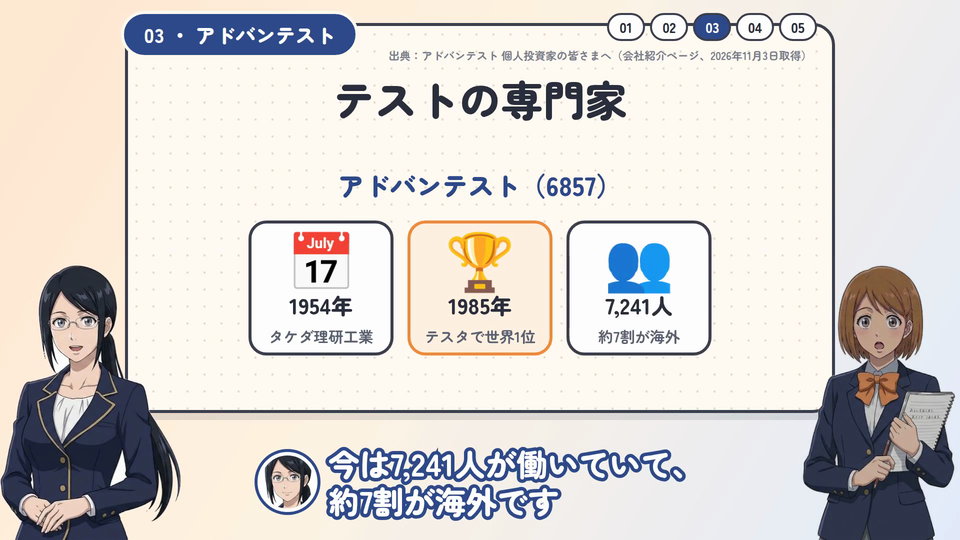 03 ・ アドバンテスト
01 02 03 04 05
出典：アドバンテスト 個人投資家の皆さまへ（会社紹介ページ、2026年11月3日取得）
テストの専門家
アドバンテスト（6857）
July
17
1954年
タケダ理研工業
1985年
テスタで世界1位
7,241人
約7割が海外
今は7,241人が働いていて、
約7割が海外です